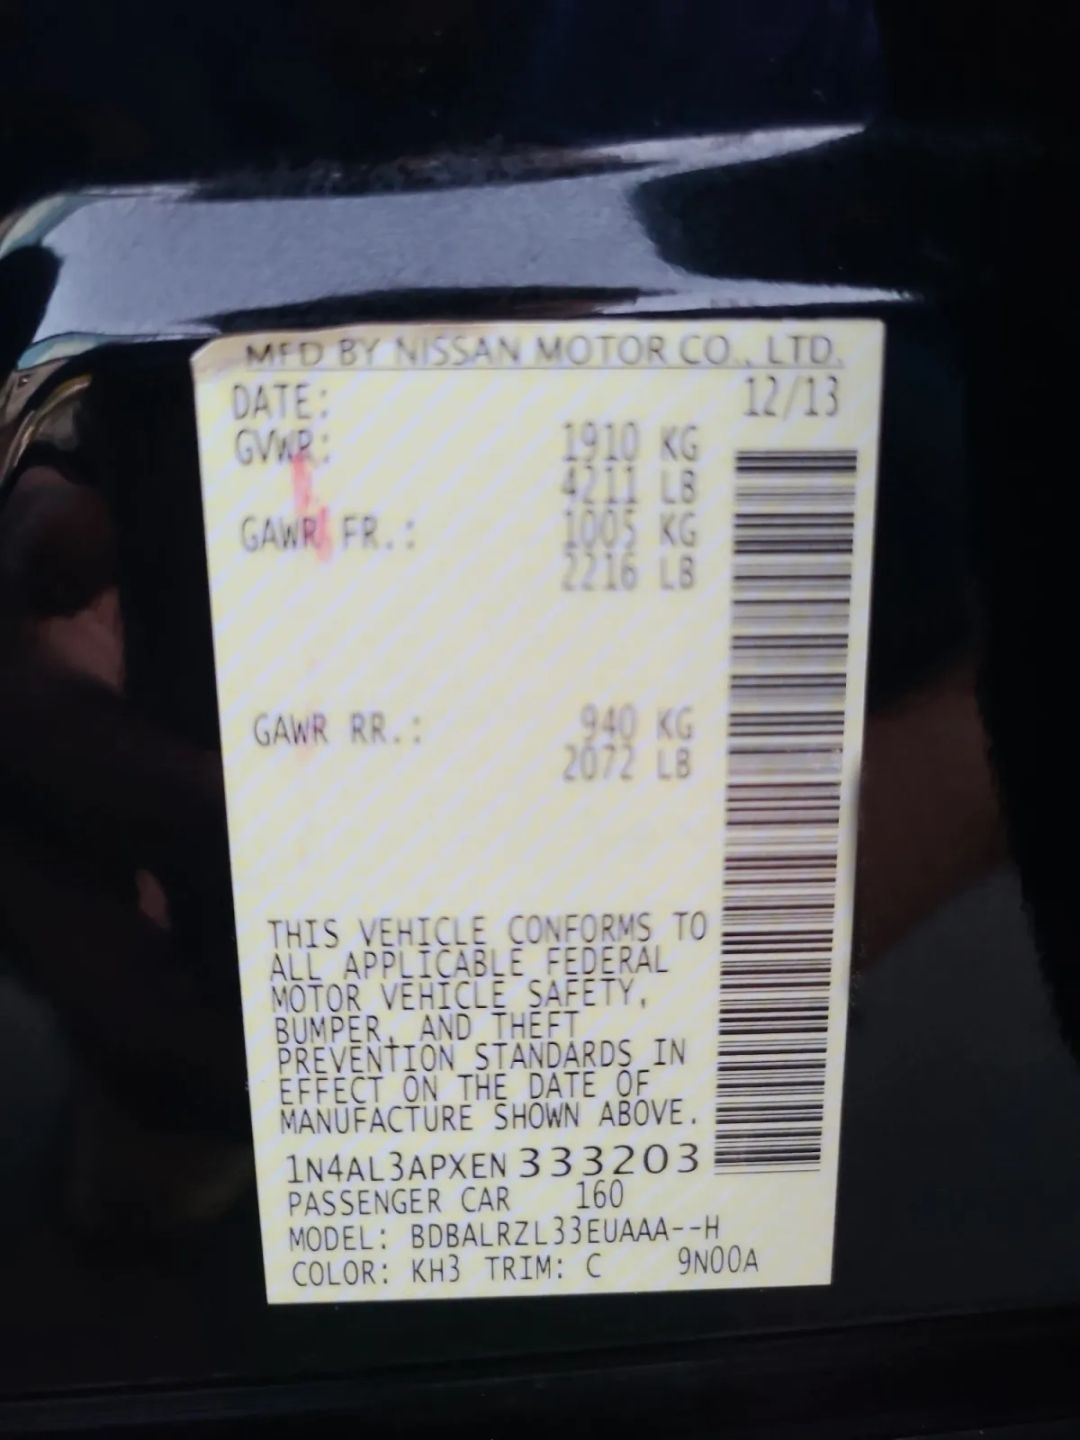 MFD BY NISSAN MOTOR CO., LTD.
DATE: 12/13
GVWR: 1910 KG
4211 LB
GAWR FR.: 1005 KG
2216 LB
GAWR RR.: 940 KG
2072 LB
THIS VEHICLE CONFORMS TO
ALL APPLICABLE FEDERAL
MOTOR VEHICLE SAFETY,
BUMPER, AND THEFT
PREVENTION STANDARDS IN
EFFECT ON THE DATE OF
MANUFACTURE SHOWN ABOVE.
1N4AL3APXEN333203
PASSENGER CAR 160
MODEL: BDBALRZL33EUAAA--H
COLOR: KH3 TRIM: C 9N00A